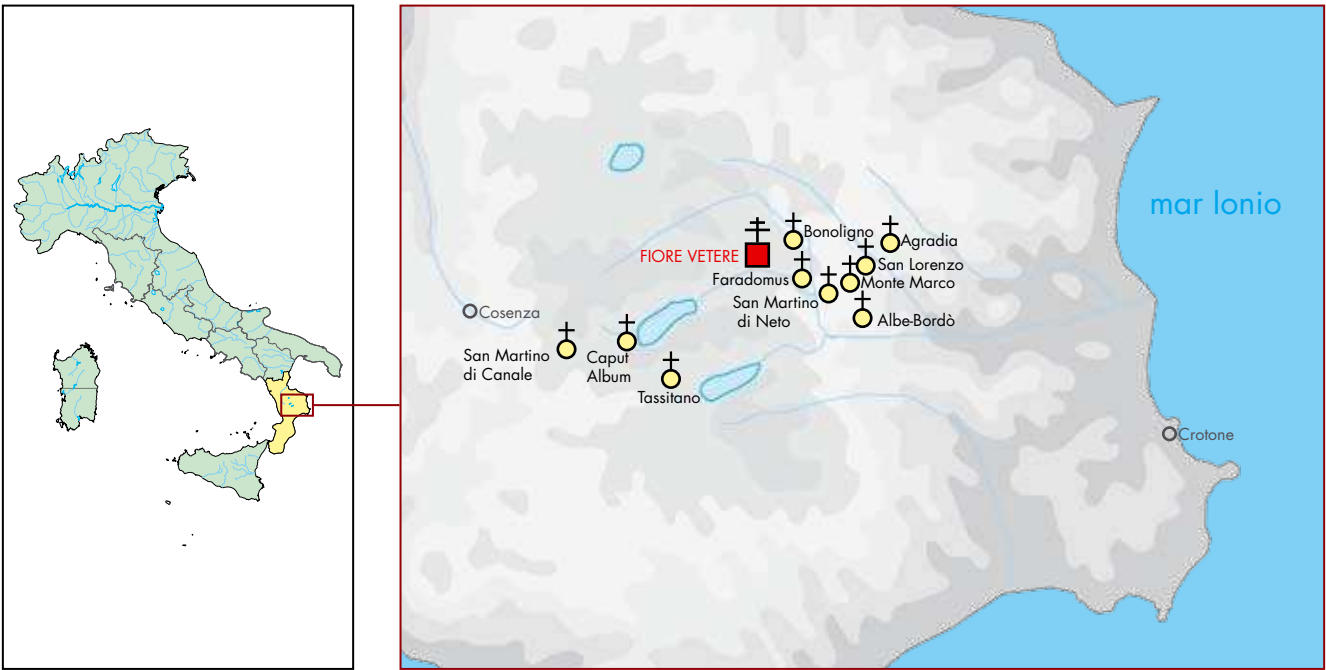 mar Ionio
Bonoligno
Agradia
FIORE VETERE
San Lorenzo
Faradomus
Monte Marco
San Martino
di Neto
Albe-Bordò
Cosenza
San Martino
di Canale
Caput
Album
Tassitano
Crotone